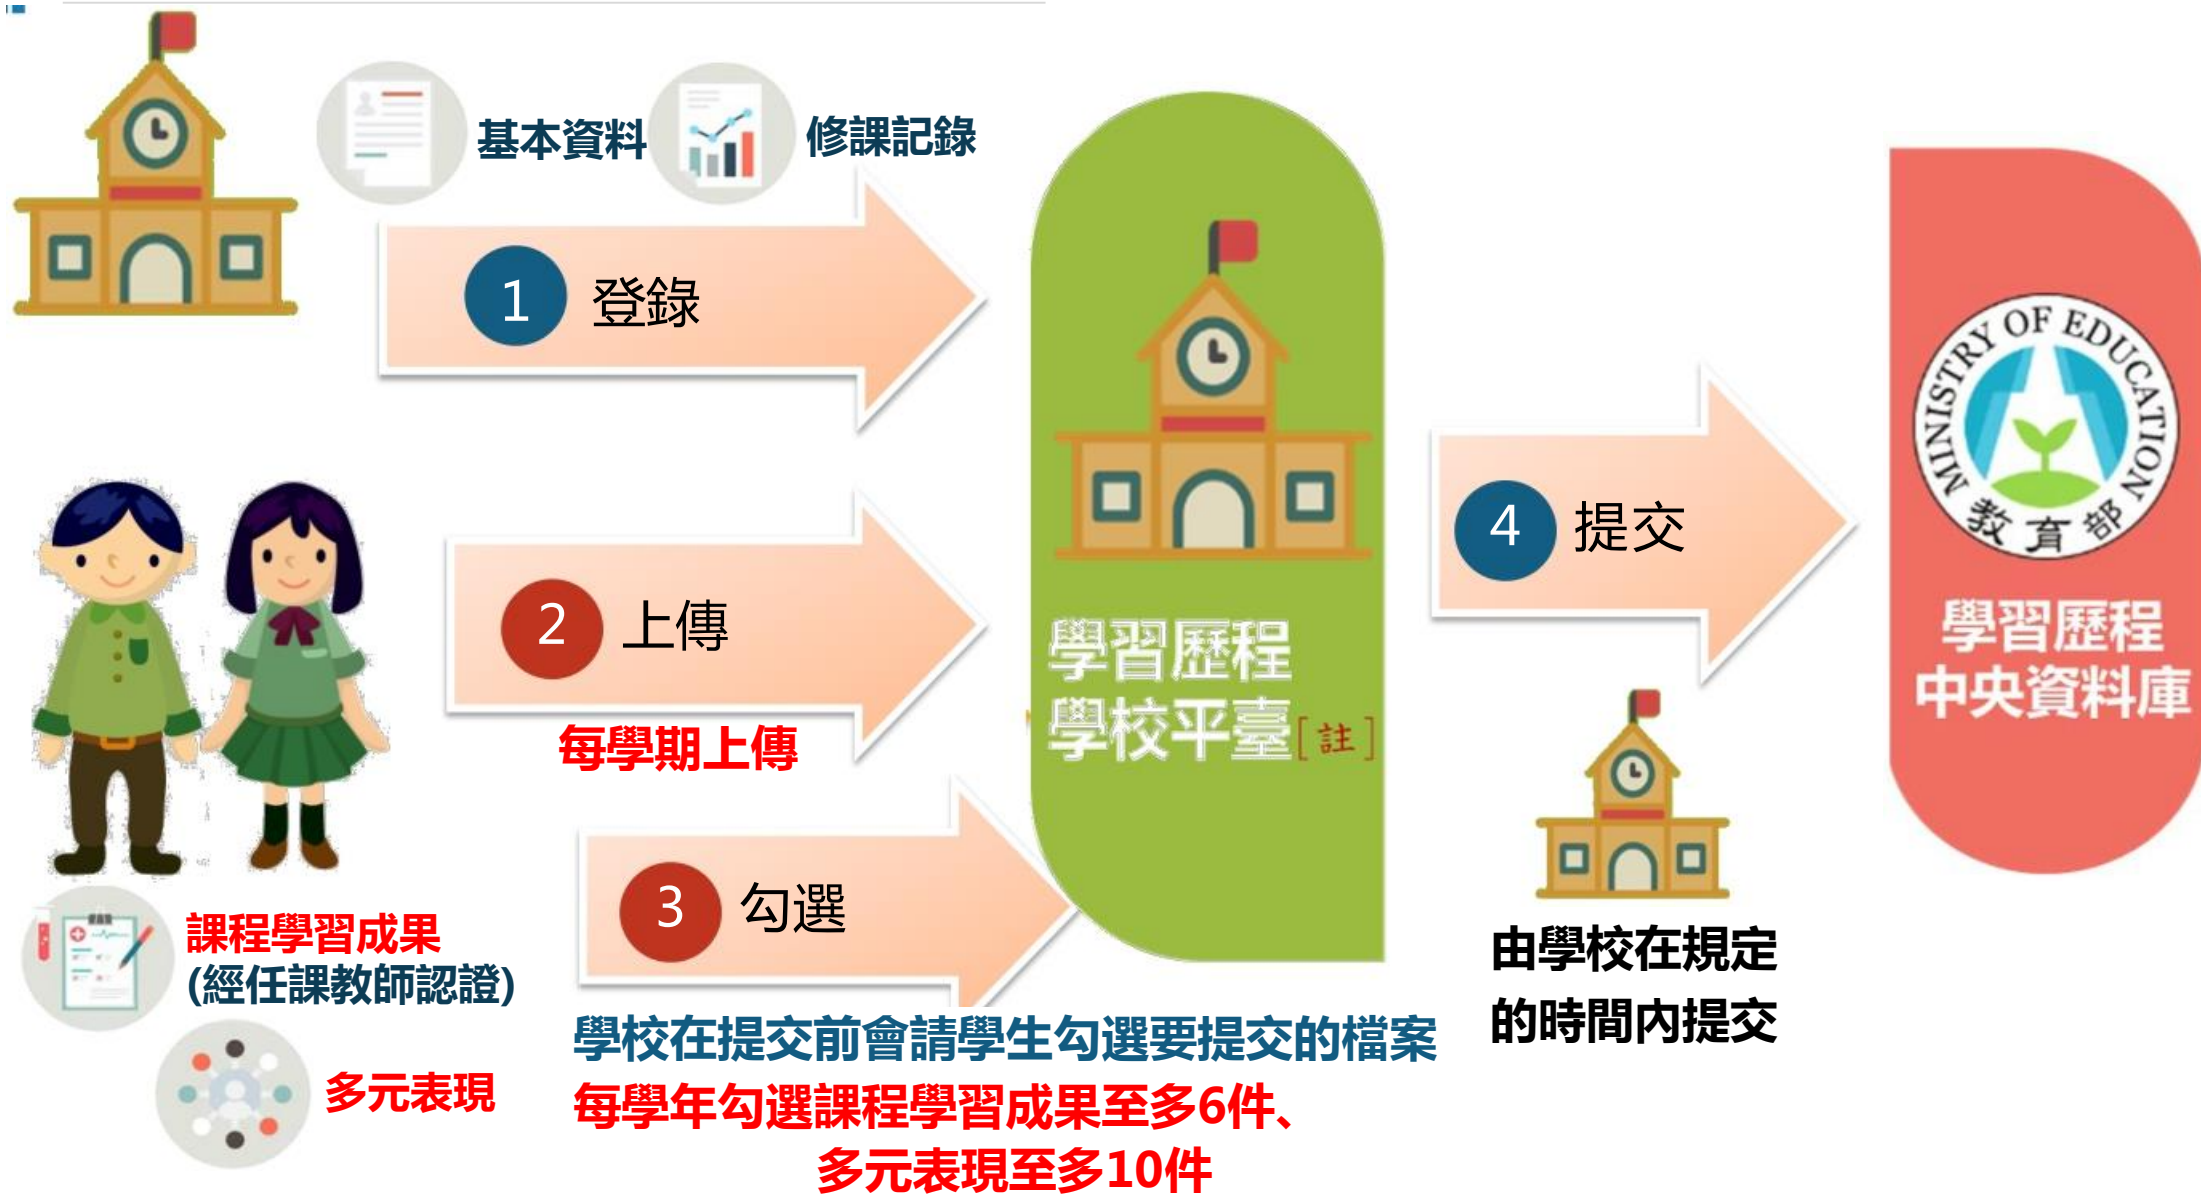 基本資料
修課記錄
1 登錄
2 上傳
每學期上傳
3 勾選
課程學習成果
(經任課教師認證)
多元表現
學校在提交前會請學生勾選要提交的檔案
每學年勾選課程學習成果至多6件、
多元表現至多10件
學習歷程
學校平臺[註]
4 提交
由學校在規定
的時間內提交
MINISTRY OF EDUCATION
教育部
學習歷程
中央資料庫